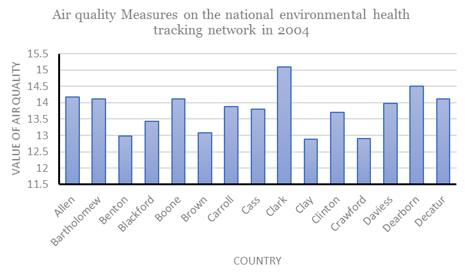 Air quality Measures on the national environmental health
tracking network in 2004
VALUE OF AIR QUALITY
15.5
15
14.5
14
13.5
13
12.5
12
11.5
Allen
Bartholomew
Benton
Blackford
Boone
Brown
Carroll
Cass
Clark
Clay
Clinton
Crawford
Daviess
Dearborn
Decatur
COUNTRY